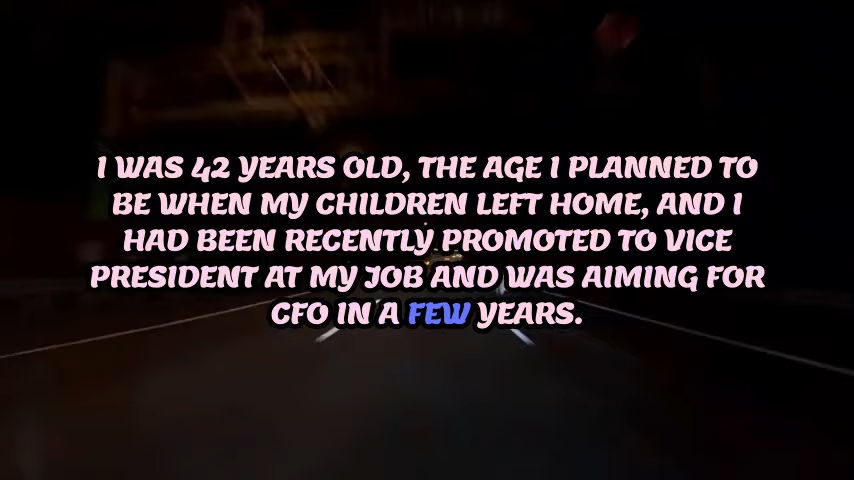 I WAS 42 YEARS OLD, THE AGE I PLANNED TO
BE WHEN MY CHILDREN LEFT HOME, AND I
HAD BEEN RECENTLY PROMOTED TO VICE
PRESIDENT AT MY JOB AND WAS AIMING FOR
CFO IN A FEW YEARS.